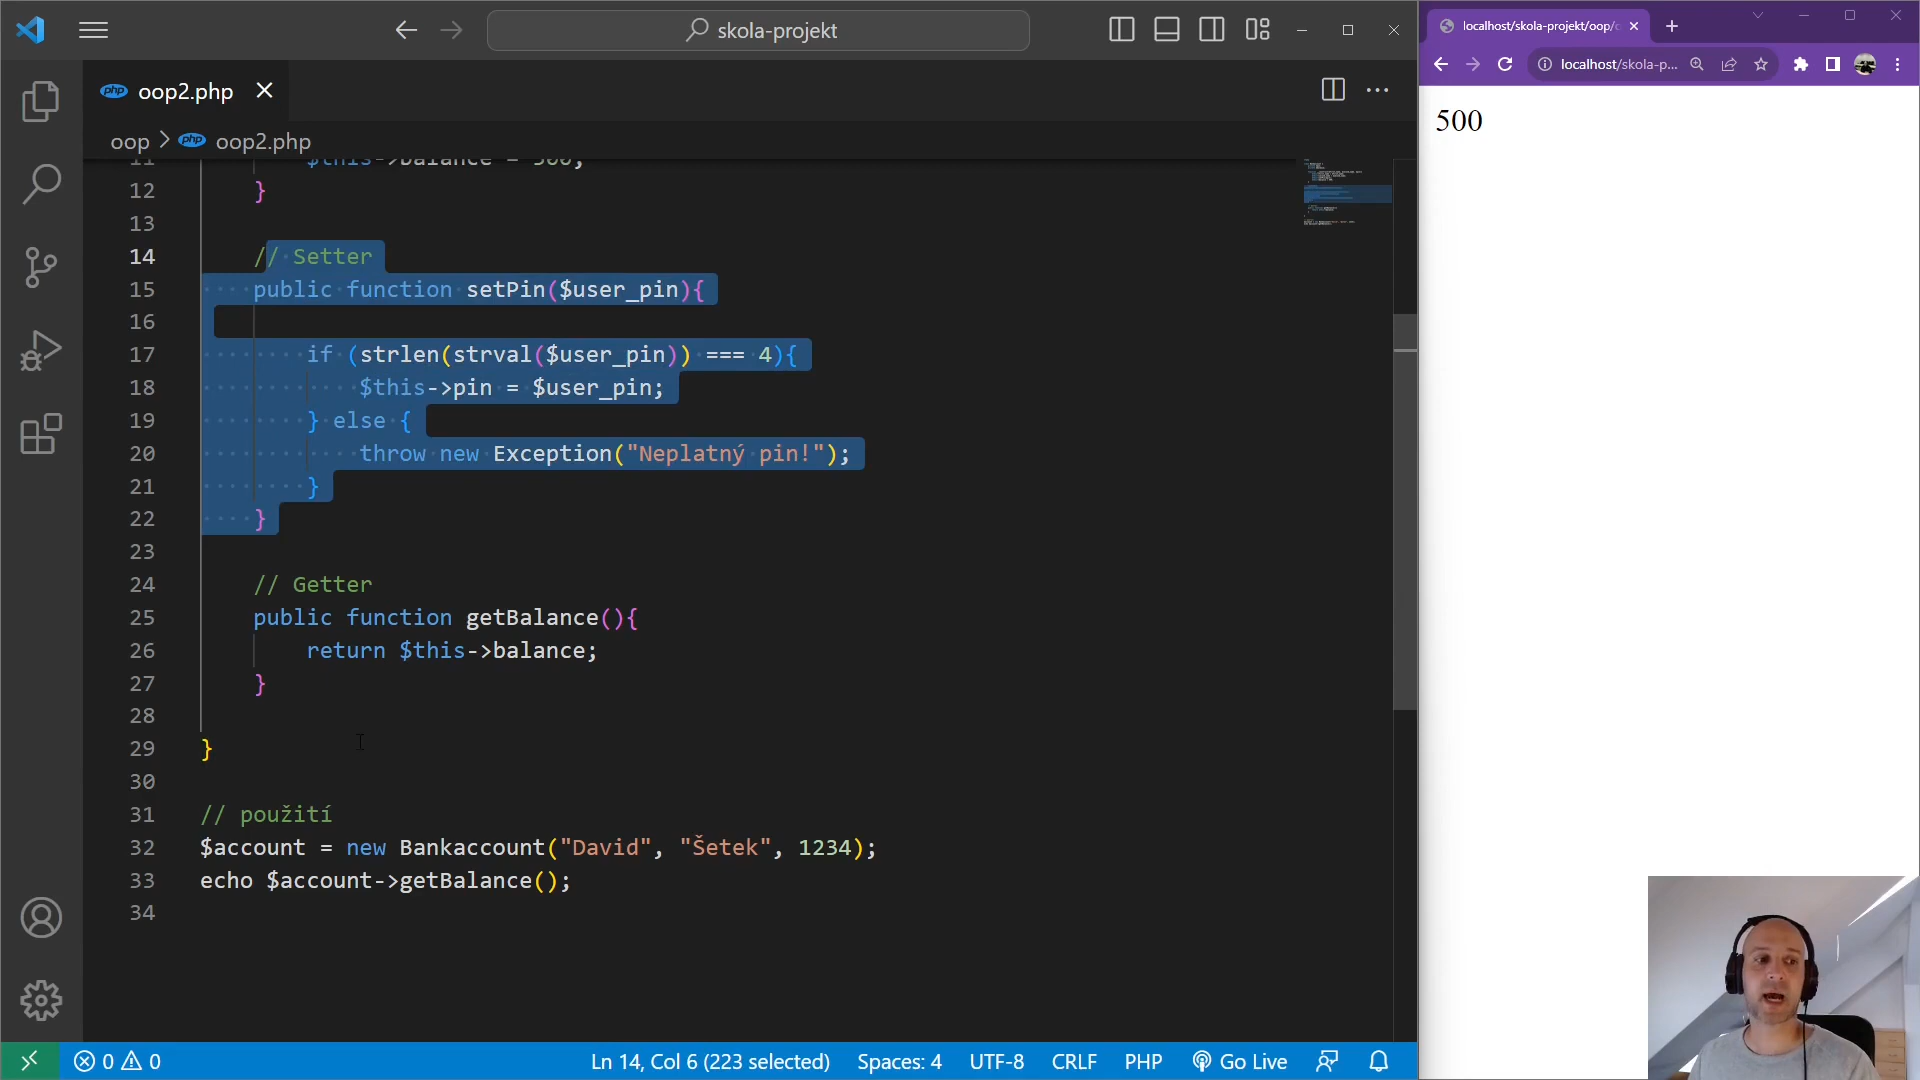 skola-projekt
localhost/skola-projekt/oop/
localhost/skola-p...
php oop2.php
oop > php oop2.php
500
11 $this->balance = 500;
12 }
13
14 // Setter
15 public function setPin($user_pin){
16
17 if (strlen(strval($user_pin)) === 4){
18 $this->pin = $user_pin;
19 } else {
20 throw new Exception("Neplatný pin!");
21 }
22 }
23
24 // Getter
25 public function getBalance(){
26 return $this->balance;
27 }
28
29 }
30
31 // použití
32 $account = new Bankaccount("David", "Šetek", 1234);
33 echo $account->getBalance();
34
0 0 Ln 14, Col 6 (223 selected) Spaces: 4 UTF-8 CRLF PHP Go Live